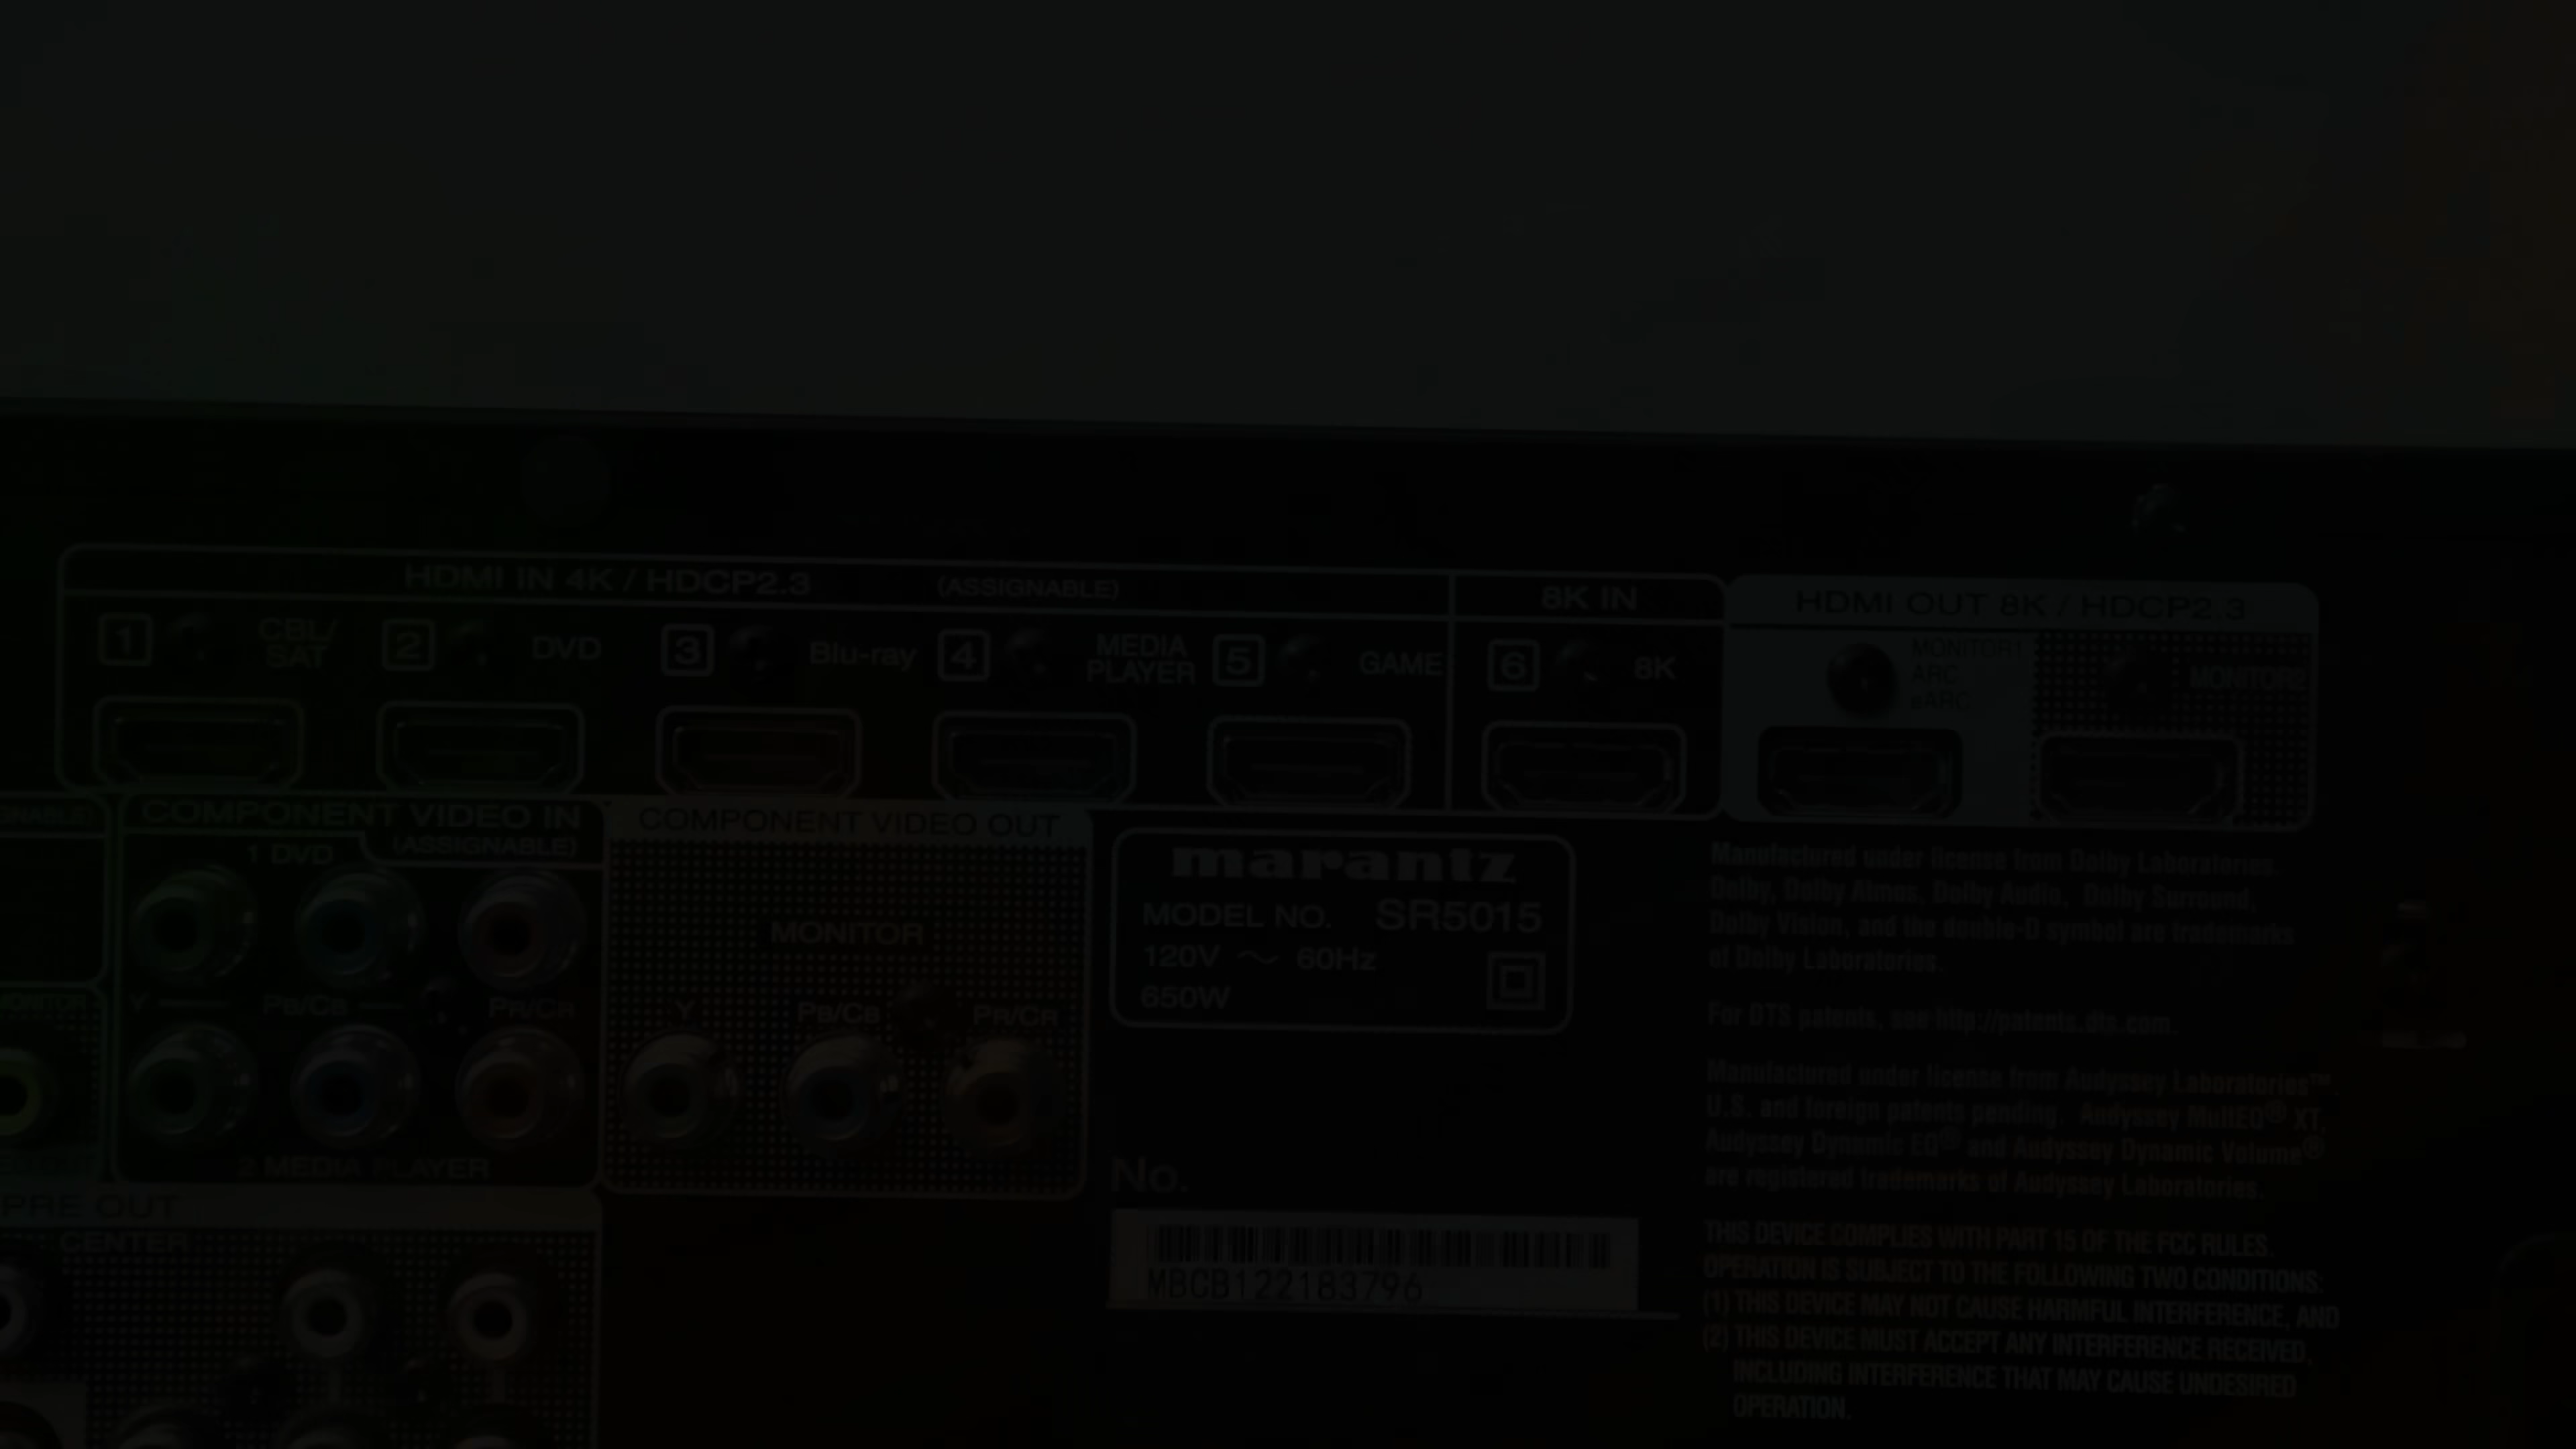 HDMI IN 4K / HDCP2.3 (ASSIGNABLE)
8K IN
HDMI OUT 8K / HDCP2.3
1 CBL/
SAT
2 DVD
3 Blu-ray
4 MEDIA
PLAYER
5 GAME
6 8K
MONITOR1
ARC
eARC
MONITOR2
COMPONENT VIDEO IN
(ASSIGNABLE)
1 DVD
Y PB/CB PR/CR
2 MEDIA PLAYER
COMPONENT VIDEO OUT
MONITOR
Y PB/CB PR/CR
MONITOR
PRE OUT
CENTER
marantz
MODEL NO. SR5015
120V ～ 60Hz
650W
No.
MBCB122183796
Manufactured under license from Dolby Laboratories.
Dolby, Dolby Atmos, Dolby Audio, Dolby Surround,
Dolby Vision, and the double-D symbol are trademarks
of Dolby Laboratories.
For DTS patents, see http://patents.dts.com.
Manufactured under license from Audyssey Laboratories™.
U.S. and foreign patents pending. Audyssey MultEQ® XT,
Audyssey Dynamic EQ® and Audyssey Dynamic Volume®
are registered trademarks of Audyssey Laboratories.
THIS DEVICE COMPLIES WITH PART 15 OF THE FCC RULES.
OPERATION IS SUBJECT TO THE FOLLOWING TWO CONDITIONS.
(1) THIS DEVICE MAY NOT CAUSE HARMFUL INTERFERENCE, AND
(2) THIS DEVICE MUST ACCEPT ANY INTERFERENCE RECEIVED,
INCLUDING INTERFERENCE THAT MAY CAUSE UNDESIRED
OPERATION.